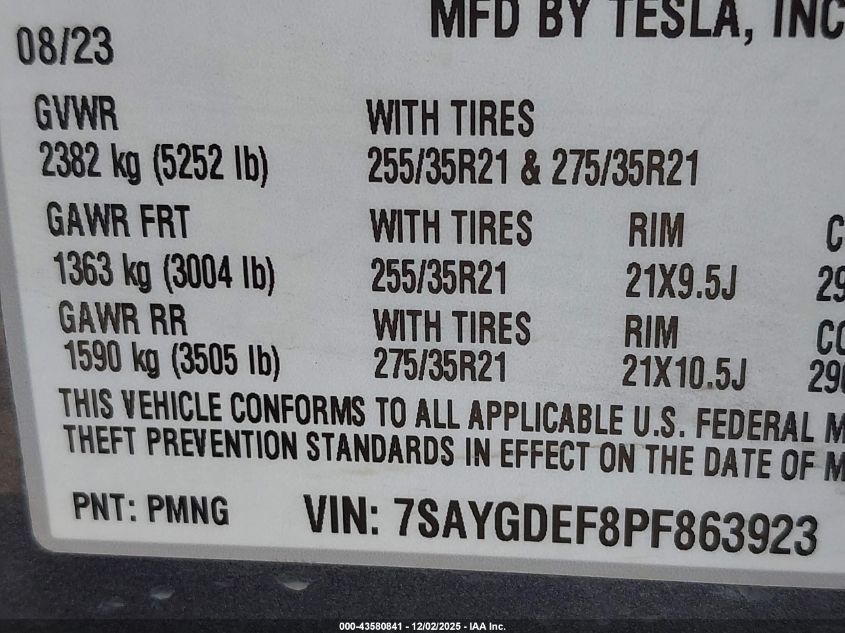 MFD BY TESLA, INC
08/23
GVWR WITH TIRES
2382 kg (5252 lb) 255/35R21 & 275/35R21
GAWR FRT WITH TIRES RIM C
1363 kg (3004 lb) 255/35R21 21X9.5J 29
GAWR RR WITH TIRES RIM CO
1590 kg (3505 lb) 275/35R21 21X10.5J 290
THIS VEHICLE CONFORMS TO ALL APPLICABLE U.S. FEDERAL M
THEFT PREVENTION STANDARDS IN EFFECT ON THE DATE OF M
PNT: PMNG VIN: 7SAYGDEF8PF863923
000-43580841 - 12/02/2025 - IAA Inc.